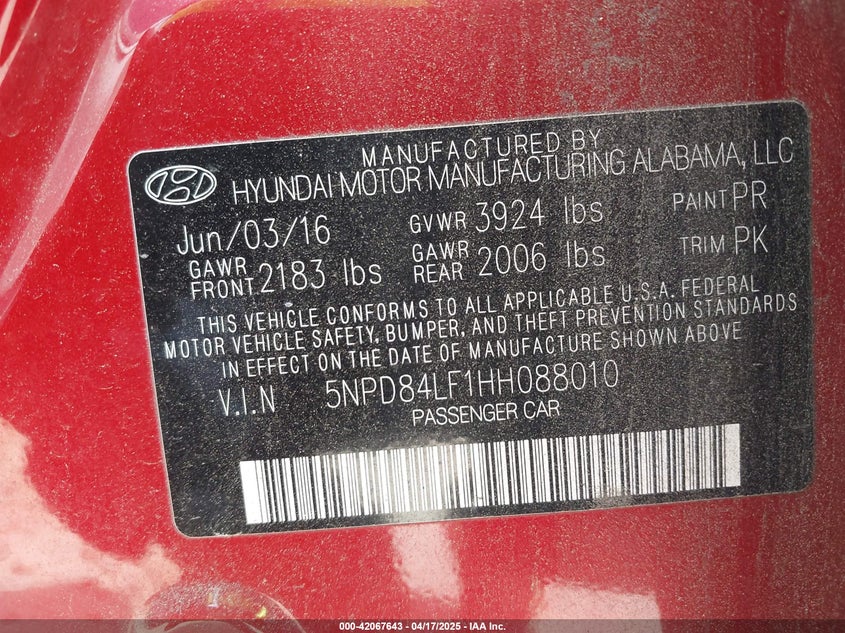 MANUFACTURED BY
HYUNDAI MOTOR MANUFACTURING ALABAMA, LLC
Jun/03/16 GVWR 3924 lbs PAINT PR
GAWR FRONT 2183 lbs GAWR REAR 2006 lbs TRIM PK
THIS VEHICLE CONFORMS TO ALL APPLICABLE U.S.A. FEDERAL
MOTOR VEHICLE SAFETY, BUMPER, AND THEFT PREVENTION STANDARDS
IN EFFECT ON THE DATE OF MANUFACTURE SHOWN ABOVE
V.I.N 5NPD84LF1HH088010
PASSENGER CAR
000-42067643 - 04/17/2025 - IAA Inc.